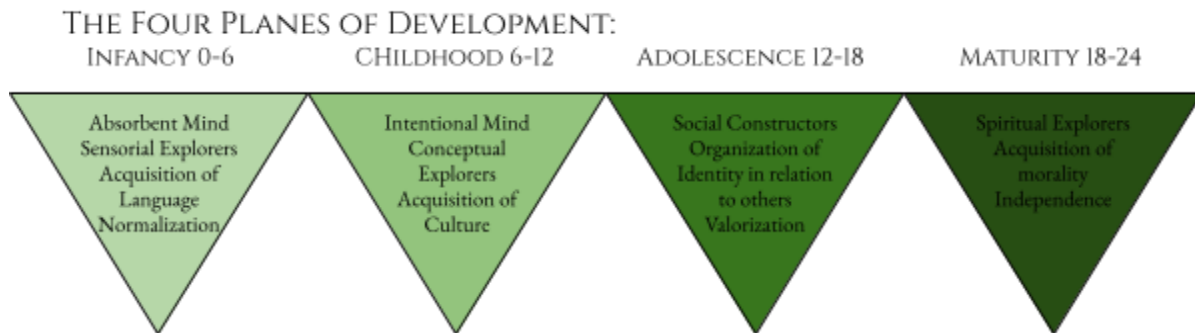 The Four Planes of Development:
Infancy 0-6
CHildhood 6-12
Adolescence 12-18
Maturity 18-24
Absorbent Mind
Sensorial Explorers
Acquisition of
Language
Normalization
Intentional Mind
Conceptual
Explorers
Acquisition of
Culture
Social Constructors
Organization of
Identity in relation
to others
Valorization
Spiritual Explorers
Acquisition of
morality
Independence